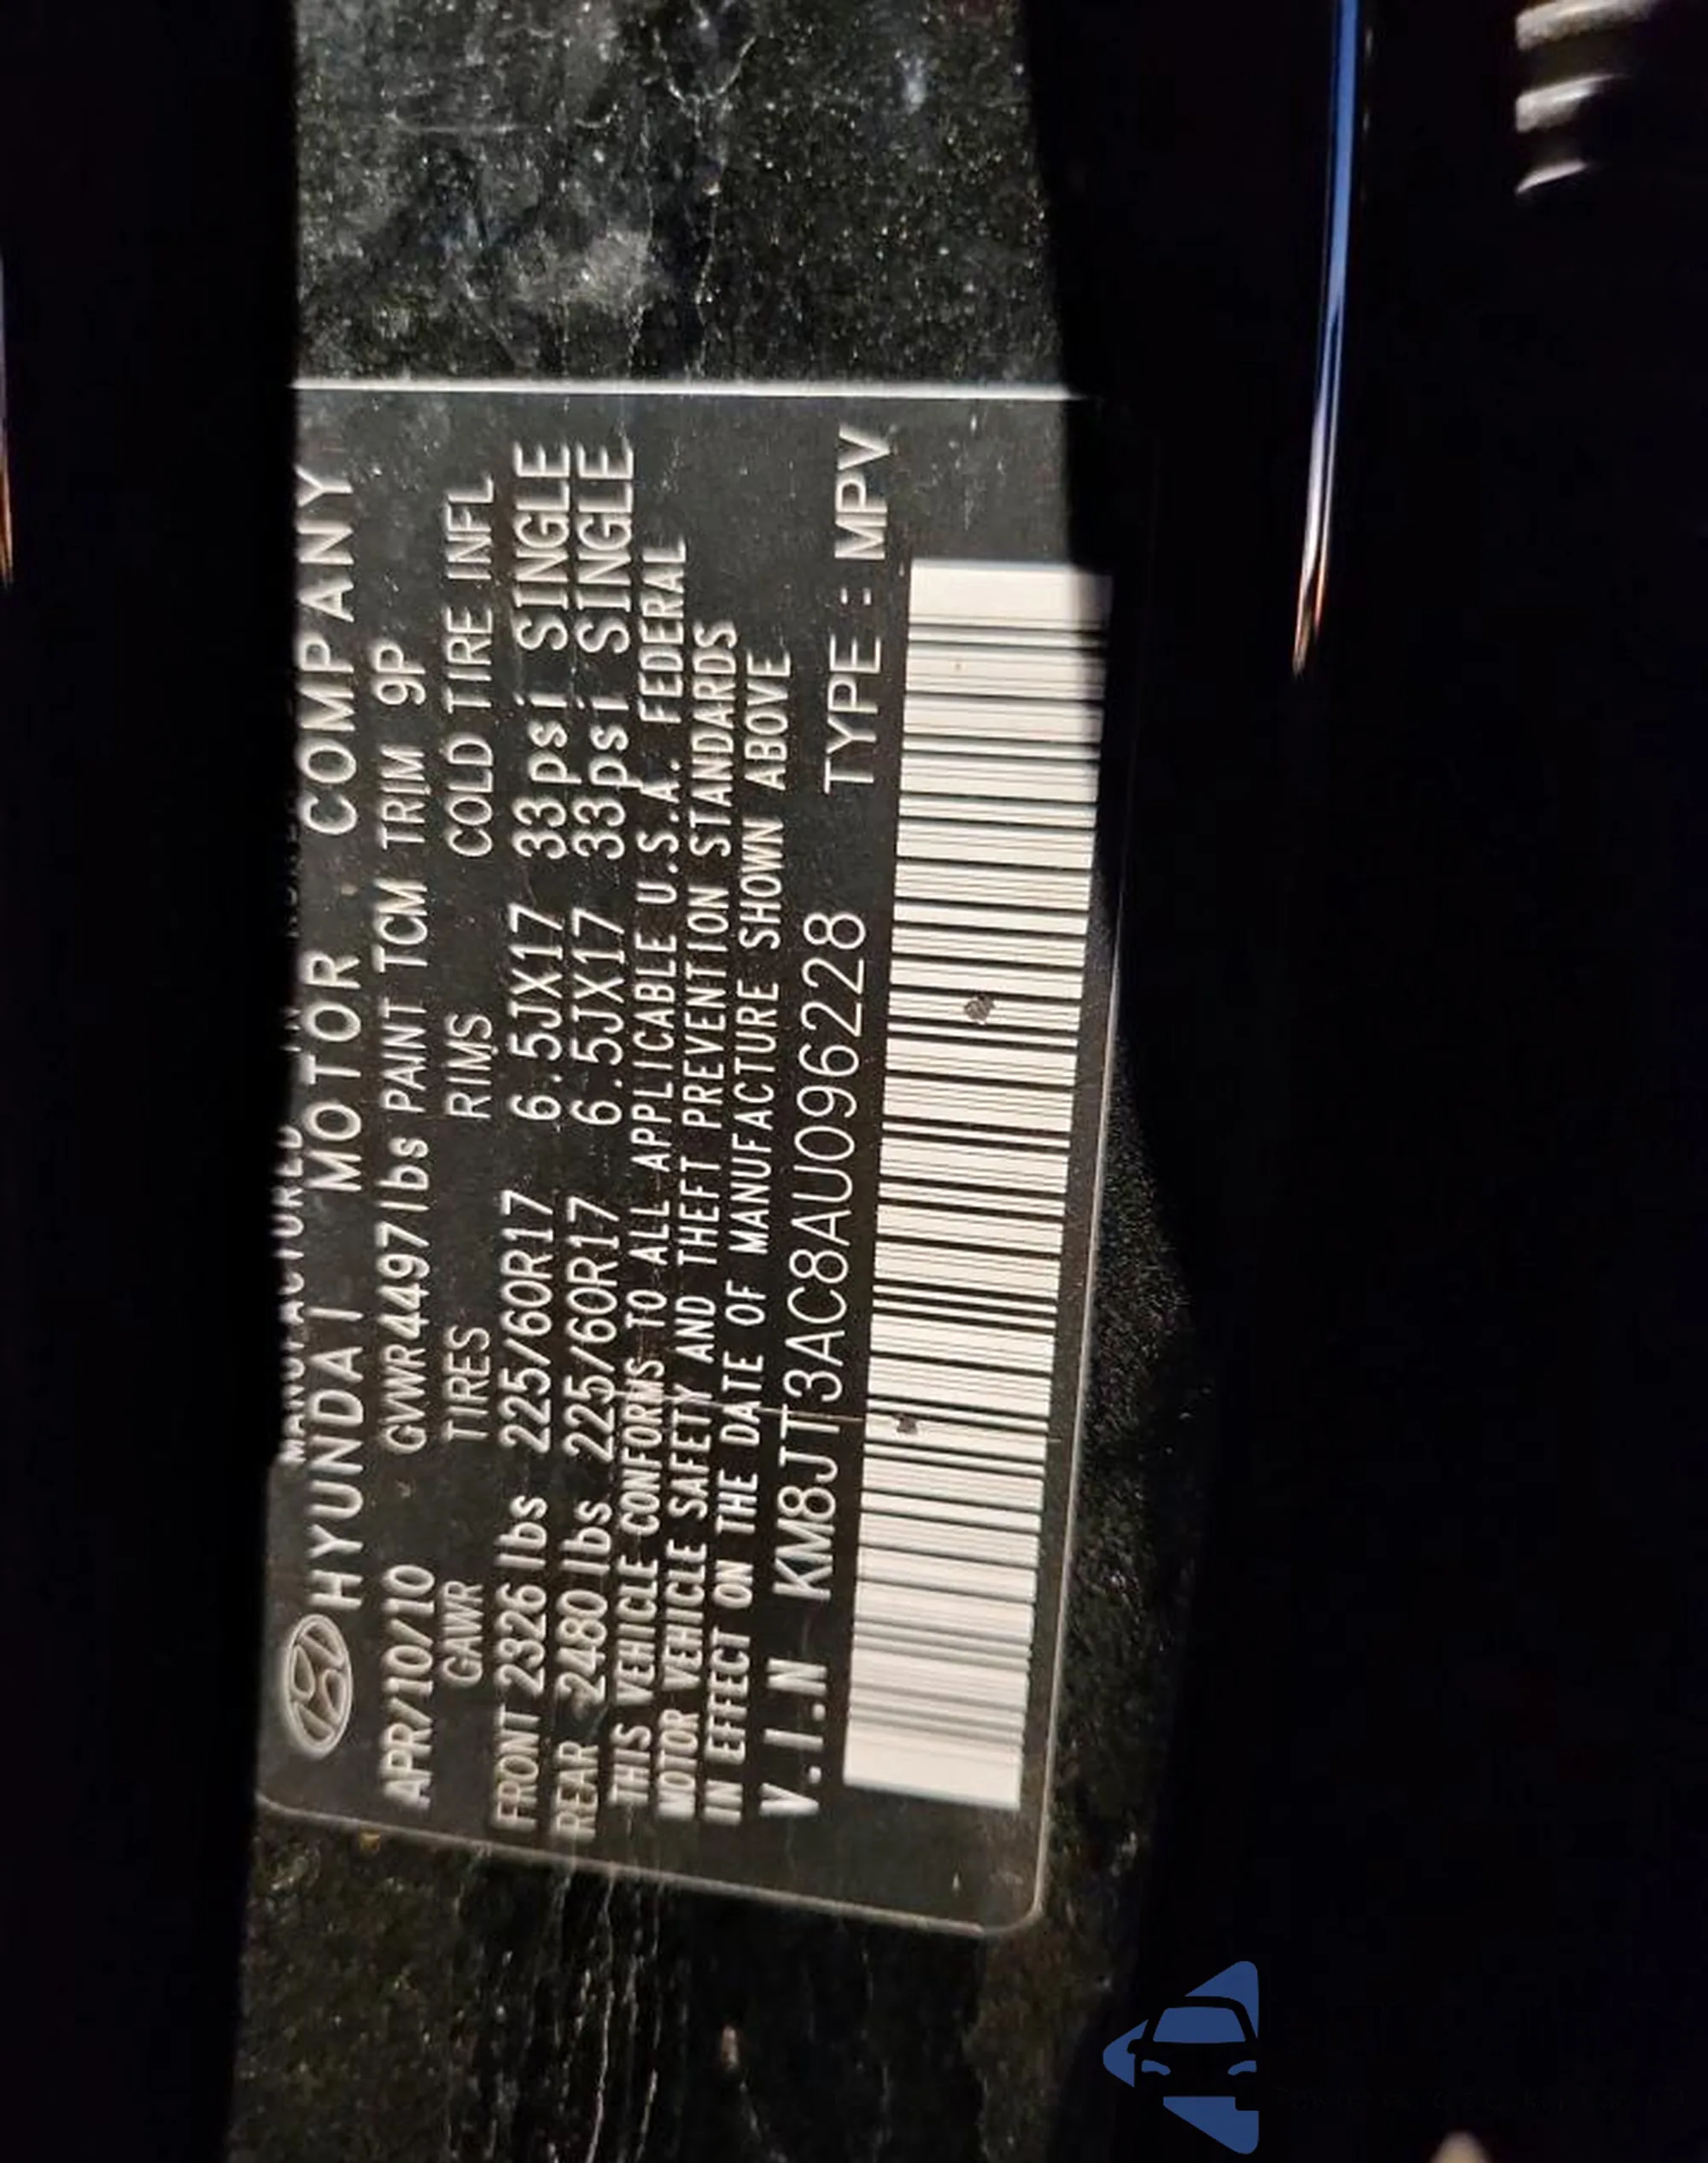 MANUFACTURED
HYUNDAI MOTOR COMPANY
APR/10/10 GVWR4497lbs PAINT TCM TRIM 9P
GAWR TIRES RIMS COLD TIRE INFL
FRONT 2326 lbs 225/60R17 6.5JX17 33psi SINGLE
REAR 2480 lbs 225/60R17 6.5JX17 33psi SINGLE
THIS VEHICLE CONFORMS TO ALL APPLICABLE U.S.A. FEDERAL
MOTOR VEHICLE SAFETY AND THEFT PREVENTION STANDARDS
IN EFFECT ON THE DATE OF MANUFACTURE SHOWN ABOVE
V.I.N KM8JT3AC8AU096228 TYPE : MPV